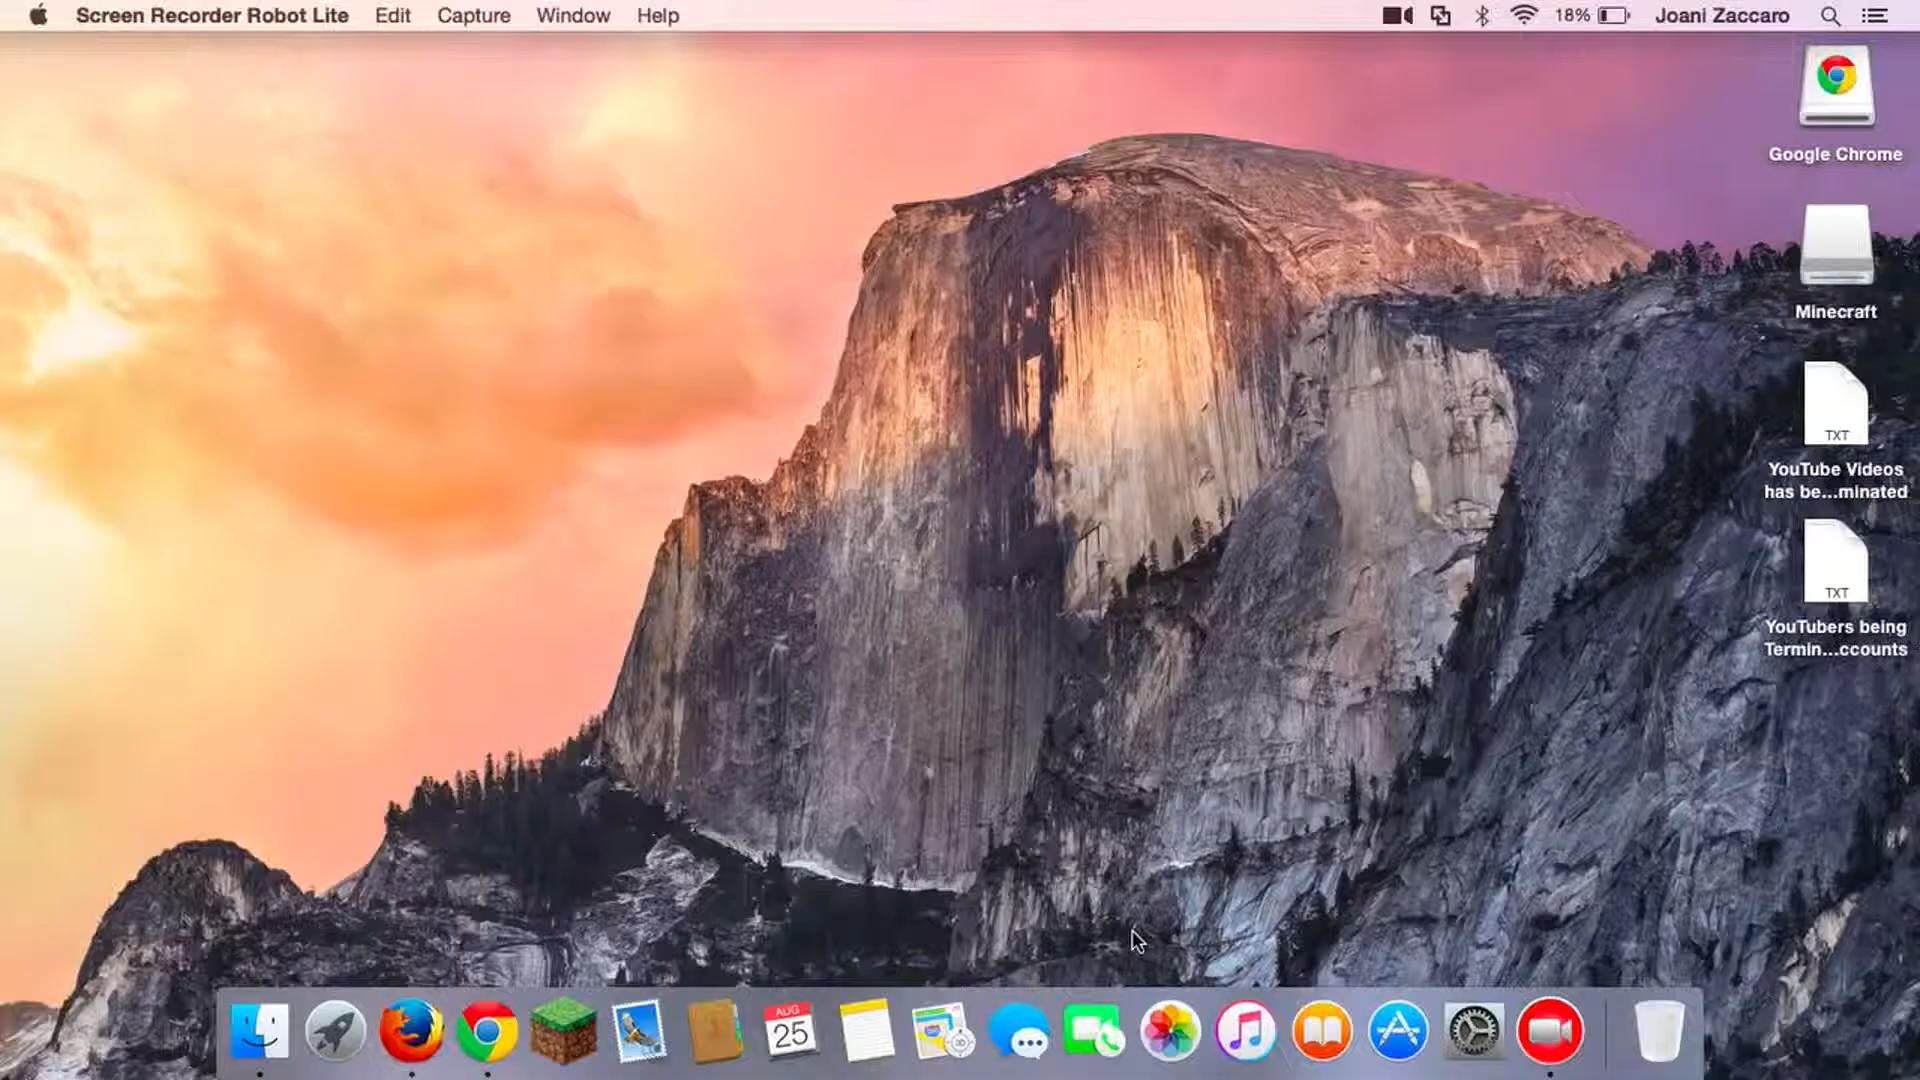 Screen Recorder Robot Lite Edit Capture Window Help 18% Joani Zaccaro
Google Chrome
Minecraft
TXT
YouTube Videos
has be...minated
TXT
YouTubers being
Termin...ccounts
AUG
25
3D